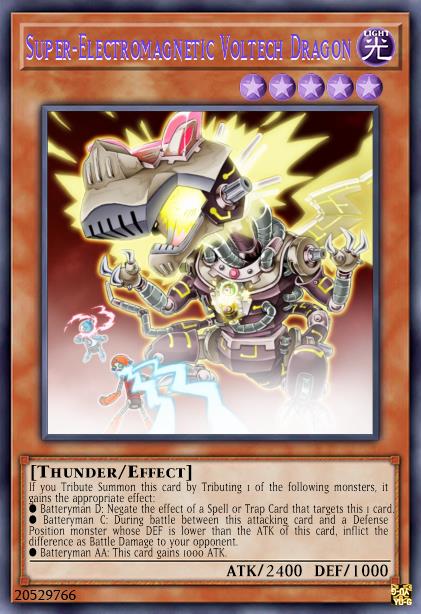 Super-Electromagnetic Voltech Dragon
LIGHT
光
[Thunder/Effect]
If you Tribute Summon this card by Tributing 1 of the following monsters, it
gains the appropriate effect:
● Batteryman D: Negate the effect of a Spell or Trap Card that targets this 1 card.
● Batteryman C: During battle between this attacking card and a Defense
Position monster whose DEF is lower than the ATK of this card, inflict the
difference as Battle Damage to your opponent.
● Batteryman AA: This card gains 1000 ATK.
ATK/2400 DEF/1000
20529766